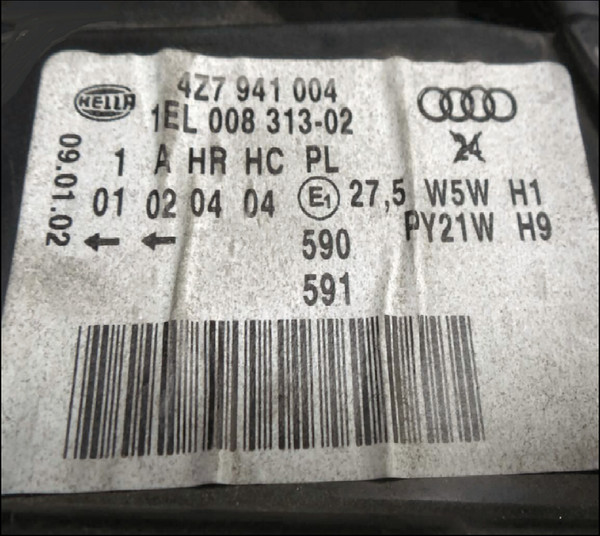 HELLA 4Z7 941 004
1EL 008 313-02
24
1 A HR HC PL
01 02 04 04 E1 27,5 W5W H1
← ← PY21W H9
590
591
09.01.02